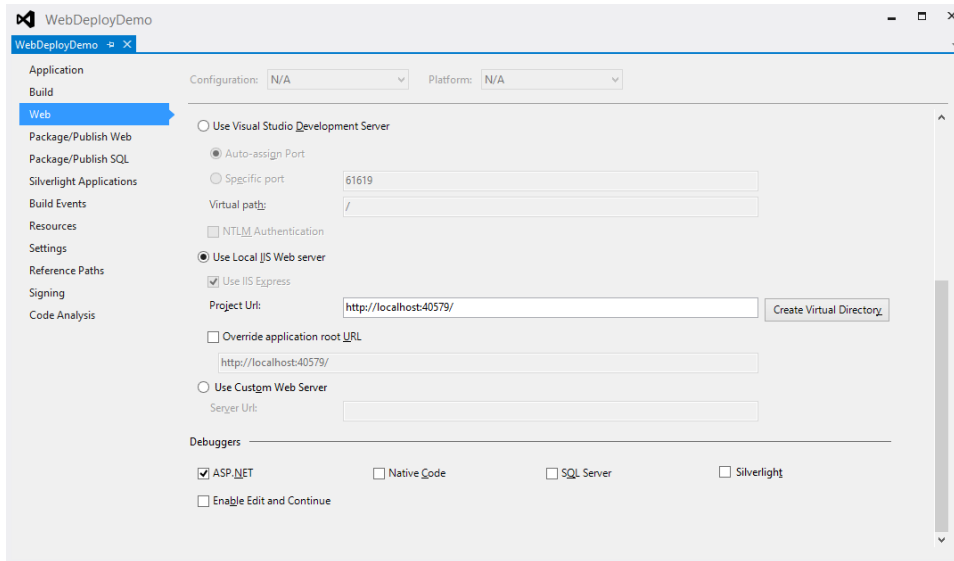 WebDeployDemo
WebDeployDemo
Application
Build
Web
Package/Publish Web
Package/Publish SQL
Silverlight Applications
Build Events
Resources
Settings
Reference Paths
Signing
Code Analysis
Configuration: N/A Platform: N/A
Use Visual Studio Development Server
Auto-assign Port
Specific port 61619
Virtual path: /
NTLM Authentication
Use Local IIS Web server
Use IIS Express
Project Url: http://localhost:40579/ Create Virtual Directory
Override application root URL
http://localhost:40579/
Use Custom Web Server
Server Url:
Debuggers
ASP.NET Native Code SQL Server Silverlight
Enable Edit and Continue